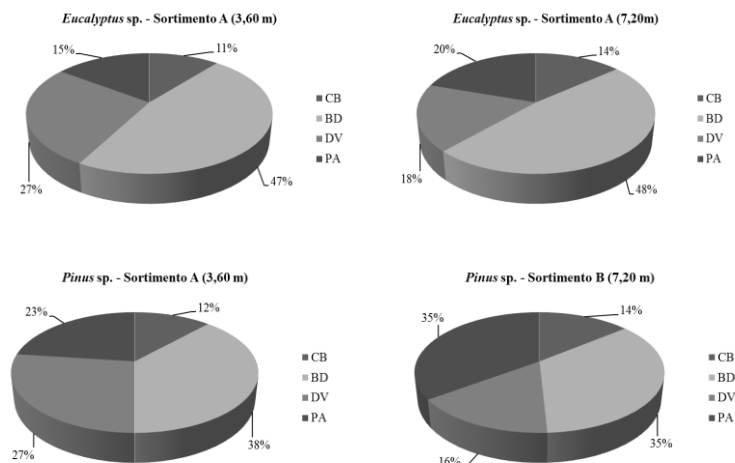 Eucalyptus sp. - Sortimento A (3,60 m)
15%
11%
CB
BD
DV
PA
27%
47%
Eucalyptus sp. - Sortimento A (7,20m)
20%
14%
CB
BD
DV
PA
18%
48%
Pinus sp. - Sortimento A (3,60 m)
23%
12%
CB
BD
DV
PA
27%
38%
Pinus sp. - Sortimento B (7,20 m)
35%
14%
CB
BD
DV
PA
16%
35%